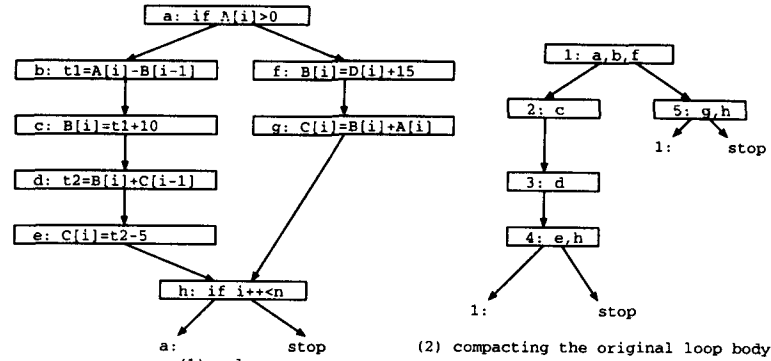 a: if A[i]>0
b: t1=A[i]-B[i-1]
f: B[i]=D[i]+15
c: B[i]=t1+10
g: C[i]=B[i]+A[i]
d: t2=B[i]+C[i-1]
e: C[i]=t2-5
h: if i++<n
a:
stop
1: a,b,f
2: c
5: g,h
1:
stop
3: d
4: e,h
1:
stop
(2) compacting the original loop body